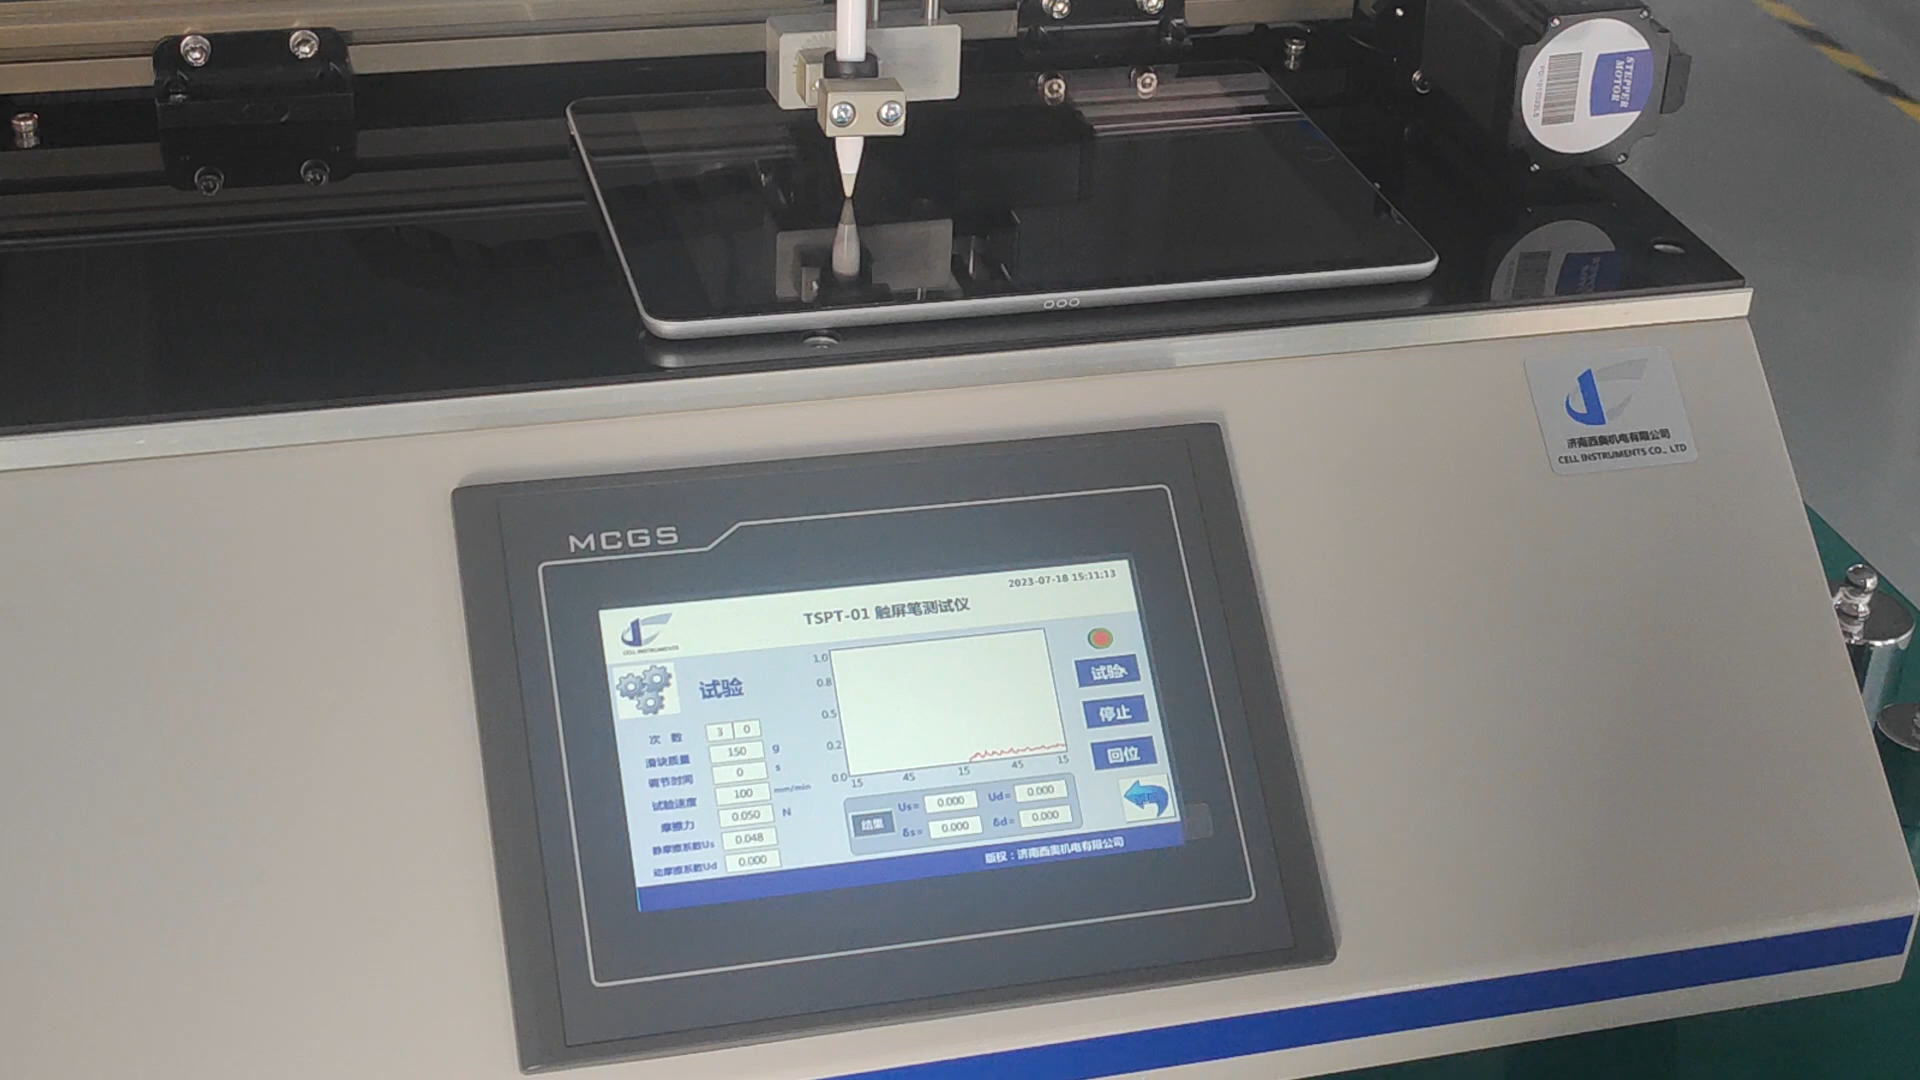 STEPPER
MOTOR
济南西奥机电有限公司
CELL INSTRUMENTS CO., LTD
MCGS
2023-07-18 15:11:13
TSPT-01 触屏笔测试仪
CELL INSTRUMENTS
试验
次 数 3 0
滑块质量 150 g
调节时间 0 s
试验速度 100 mm/min
摩擦力 0.050 N
静摩擦系数Us 0.048
动摩擦系数Ud 0.000
1.0
0.8
0.5
0.2
0.0
15 45 15 45 15
试验
停止
回位
结果
Us= 0.000 Ud= 0.000
δs= 0.000 δd= 0.000
版权：济南西奥机电有限公司